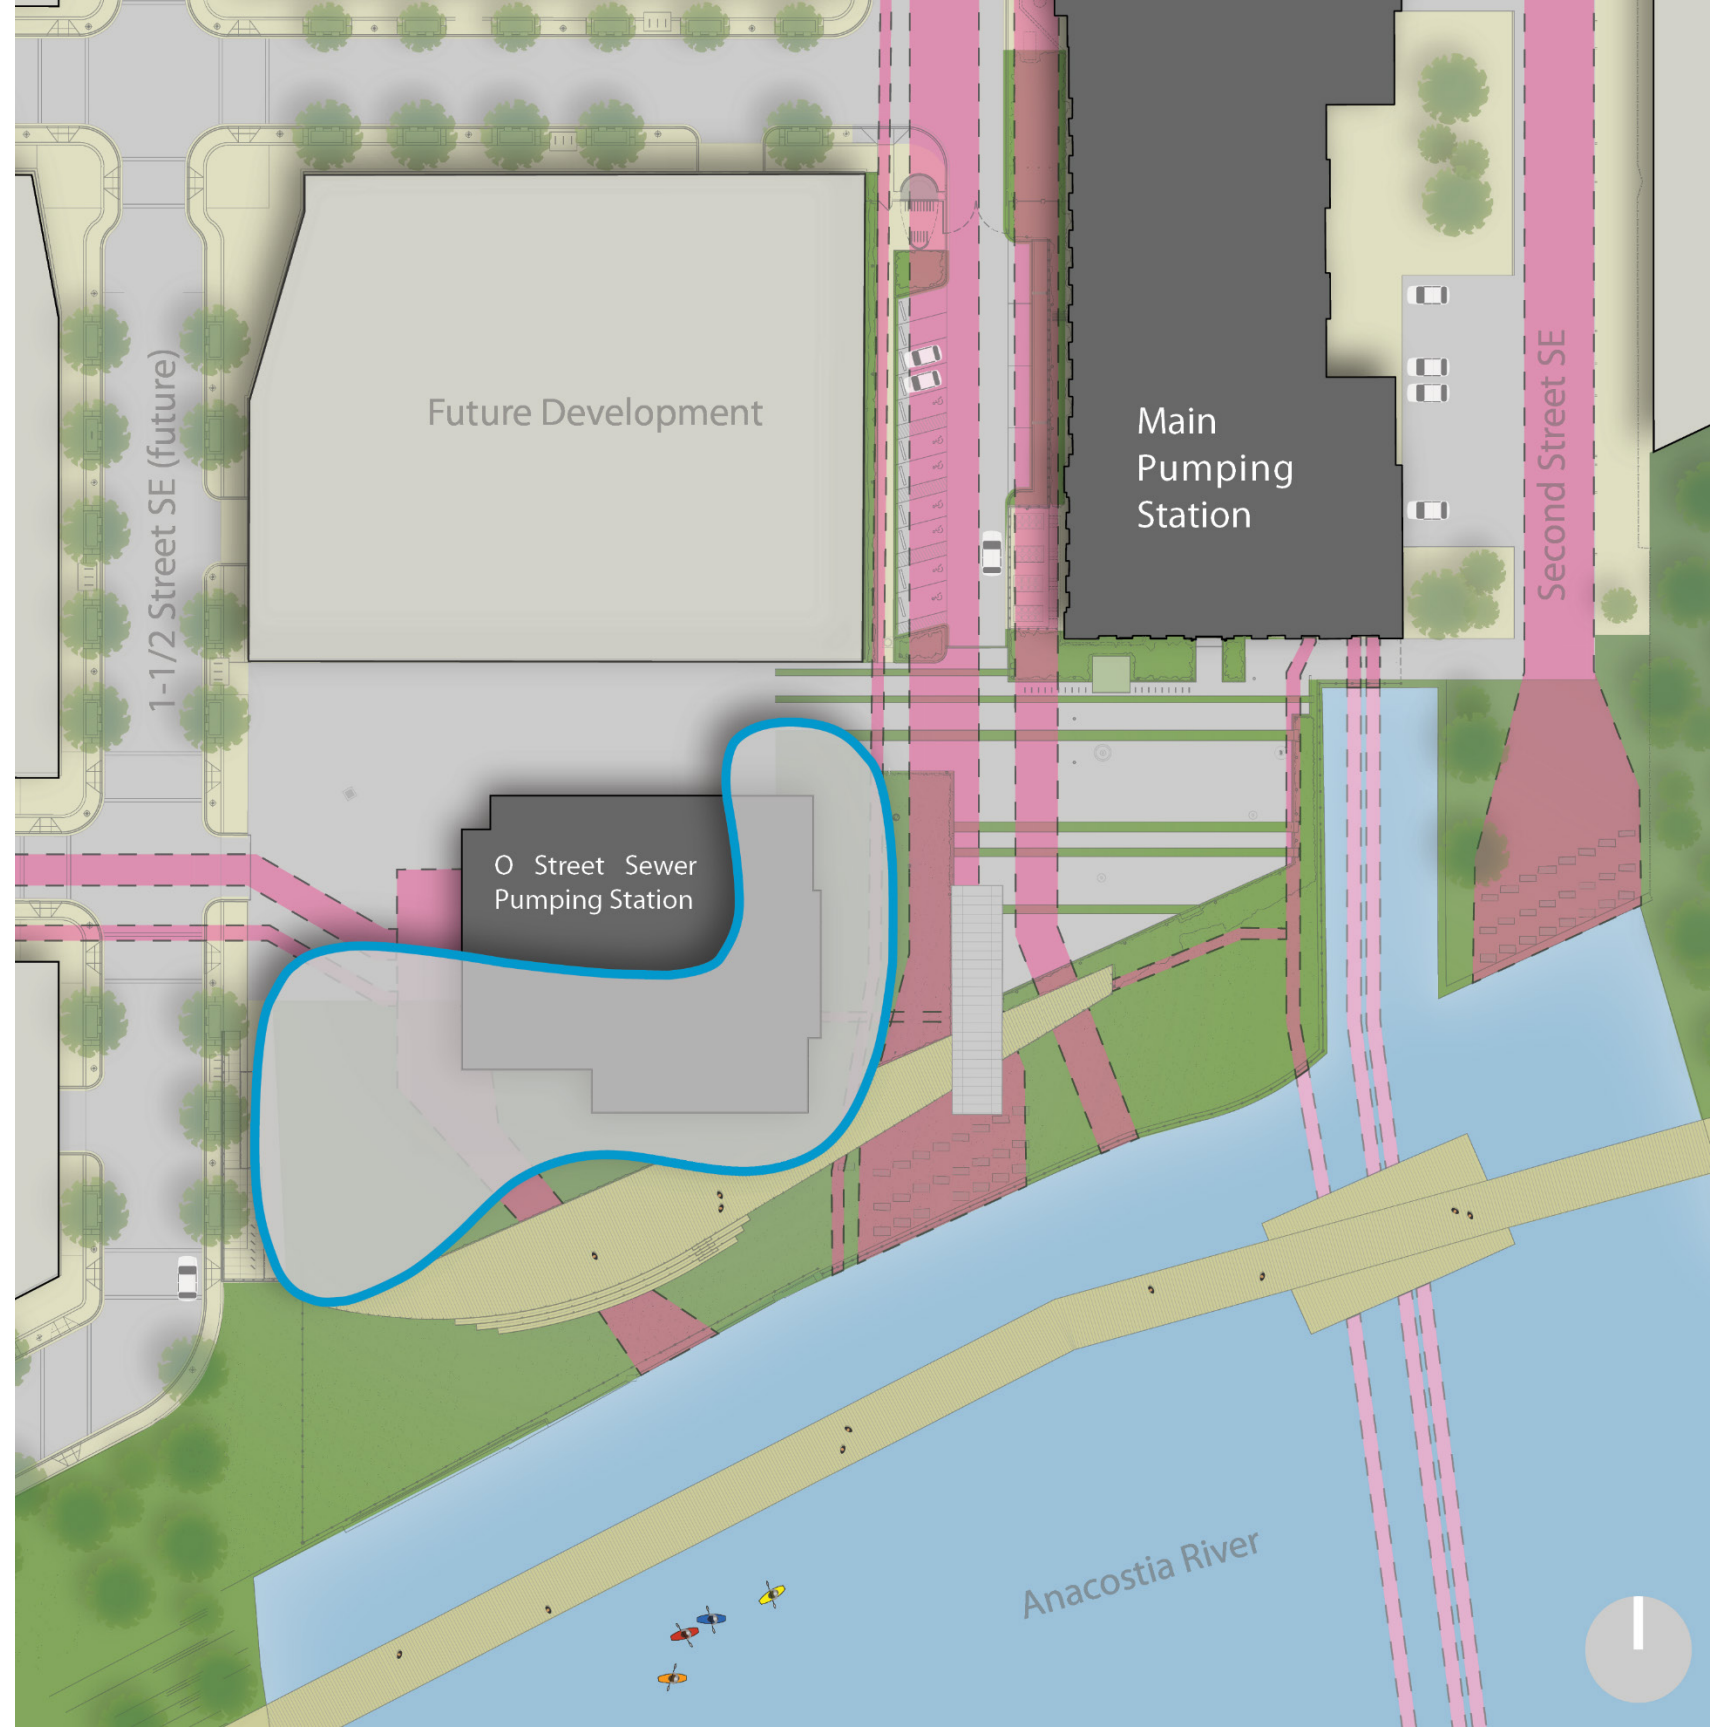 Future Development
Main
Pumping
Station
1-1/2 Street SE (future)
Second Street SE
O Street Sewer
Pumping Station
Anacostia River